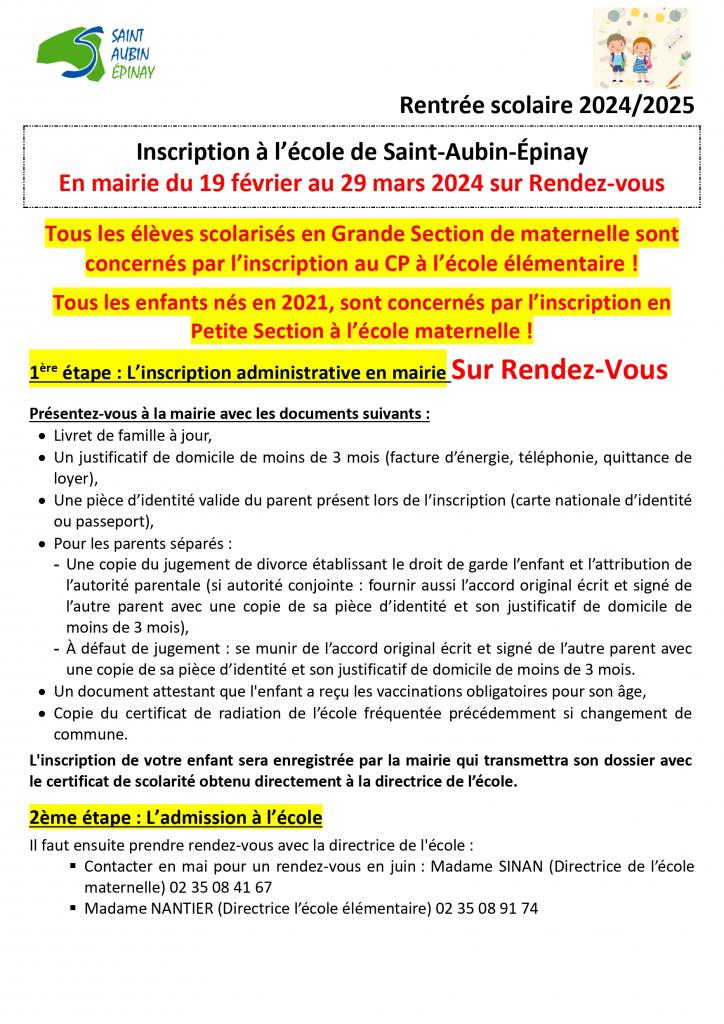 SAINT
AUBIN
ÉPINAY
Rentrée scolaire 2024/2025
Inscription à l'école de Saint-Aubin-Épinay
En mairie du 19 février au 29 mars 2024 sur Rendez-vous
Tous les élèves scolarisés en Grande Section de maternelle sont
concernés par l'inscription au CP à l'école élémentaire !
Tous les enfants nés en 2021, sont concernés par l'inscription en
Petite Section à l'école maternelle !
1ère étape : L'inscription administrative en mairie Sur Rendez-Vous
Présentez-vous à la mairie avec les documents suivants :
• Livret de famille à jour,
• Un justificatif de domicile de moins de 3 mois (facture d'énergie, téléphonie, quittance de
loyer),
• Une pièce d'identité valide du parent présent lors de l'inscription (carte nationale d'identité
ou passeport),
• Pour les parents séparés :
- Une copie du jugement de divorce établissant le droit de garde l'enfant et l'attribution de
l'autorité parentale (si autorité conjointe : fournir aussi l'accord original écrit et signé de
l'autre parent avec une copie de sa pièce d'identité et son justificatif de domicile de
moins de 3 mois),
- À défaut de jugement : se munir de l'accord original écrit et signé de l'autre parent avec
une copie de sa pièce d'identité et son justificatif de domicile de moins de 3 mois.
• Un document attestant que l'enfant a reçu les vaccinations obligatoires pour son âge,
• Copie du certificat de radiation de l'école fréquentée précédemment si changement de
commune.
L'inscription de votre enfant sera enregistrée par la mairie qui transmettra son dossier avec
le certificat de scolarité obtenu directement à la directrice de l'école.
2ème étape : L'admission à l'école
Il faut ensuite prendre rendez-vous avec la directrice de l'école :
▪ Contacter en mai pour un rendez-vous en juin : Madame SINAN (Directrice de l'école
maternelle) 02 35 08 41 67
▪ Madame NANTIER (Directrice l'école élémentaire) 02 35 08 91 74